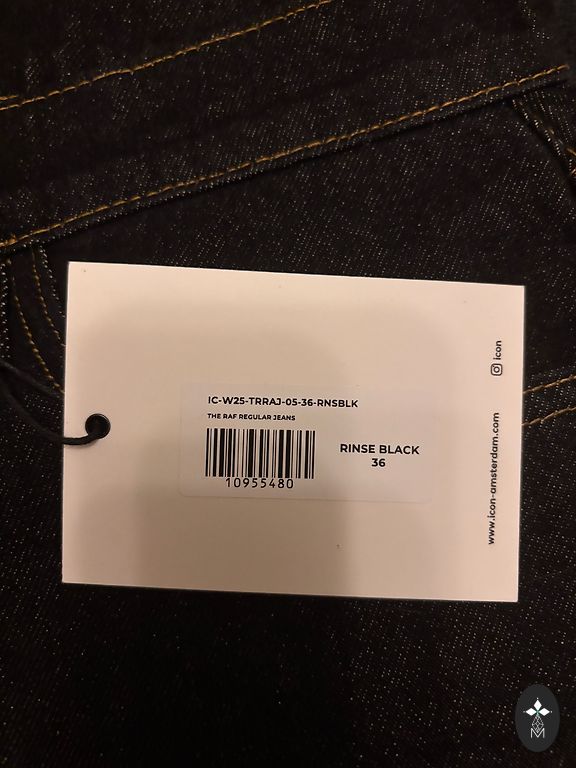 IC-W25-TRRAJ-05-36-RNSBLK
THE RAF REGULAR JEANS
10955480
RINSE BLACK
36
www.icon-amsterdam.com
icon
M